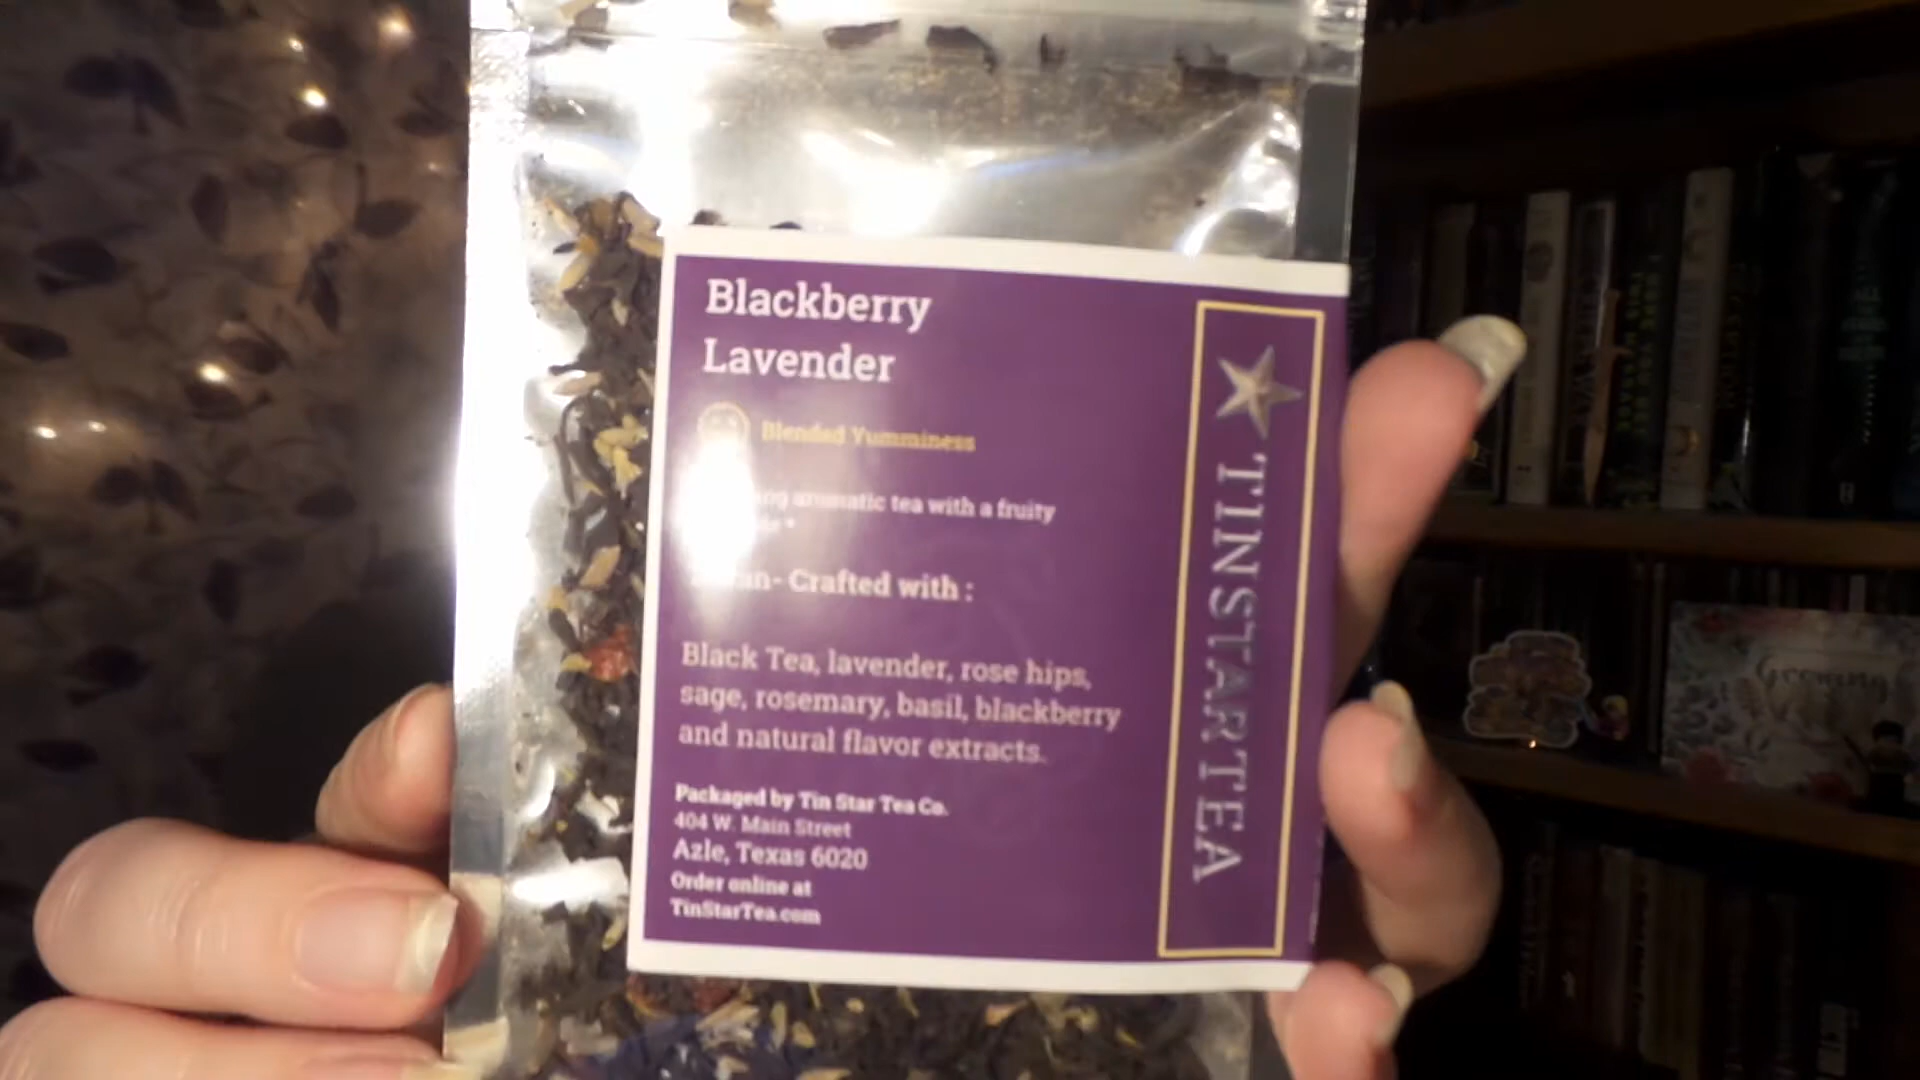 Blackberry
Lavender
Blended Yumminess
aromatic tea with a fruity
Crafted with :
Black Tea, lavender, rose hips,
sage, rosemary, basil, blackberry
and natural flavor extracts.
Packaged by Tin Star Tea Co.
404 W. Main Street
Azle, Texas 6020
Order online at
TinStarTea.com
TINSTARTEA
Growing